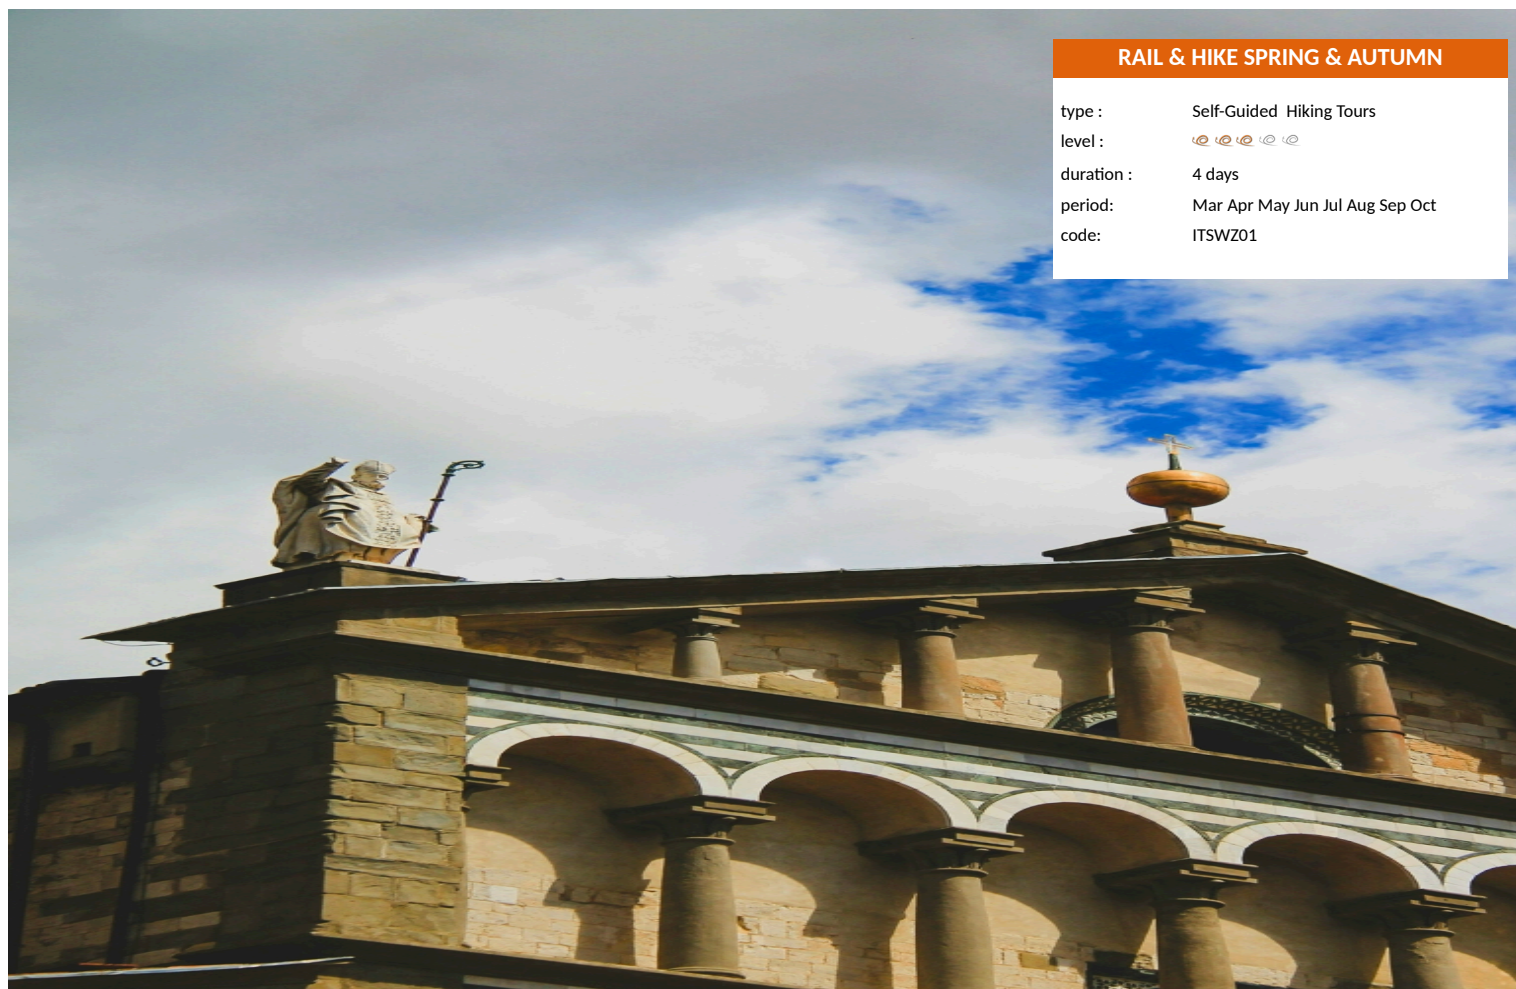 RAIL & HIKE SPRING & AUTUMN
type : Self-Guided  Hiking Tours
level :
duration : 4 days
period: Mar Apr May Jun Jul Aug Sep Oct
code: ITSWZ01